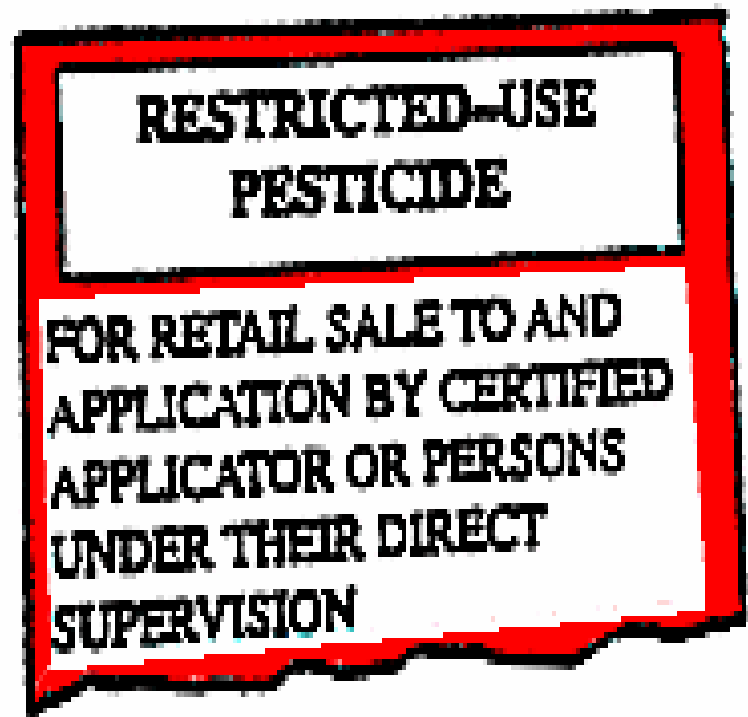 RESTRICTED-USE
PESTICIDE
FOR RETAIL SALE TO AND
APPLICATION BY CERTIFIED
APPLICATOR OR PERSONS
UNDER THEIR DIRECT
SUPERVISION